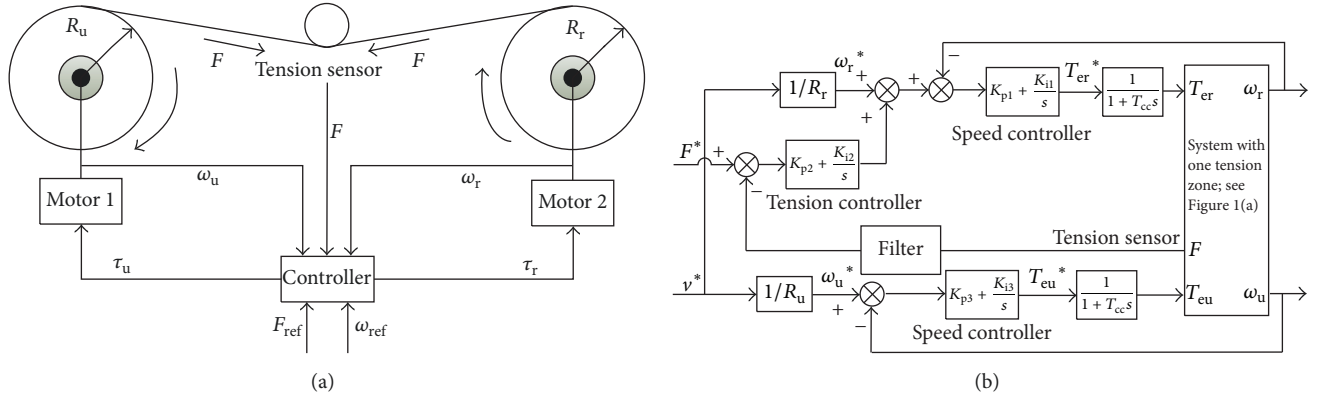 R_u
R_r
F
F
Tension sensor
F
ω_u
ω_r
Motor 1
Motor 2
τ_u
Controller
τ_r
F_ref
ω_ref
(a)
ω_r*
−
1/R_r
+
+
+
K_p1 + K_i1/s
T_er*
1/(1 + T_cc s)
T_er
ω_r
Speed controller
F*
+
−
K_p2 + K_i2/s
Tension controller
System with
one tension
zone; see
Figure 1(a)
Filter
Tension sensor
F
ν*
1/R_u
ω_u*
+
−
K_p3 + K_i3/s
T_eu*
1/(1 + T_cc s)
T_eu
ω_u
Speed controller
(b)